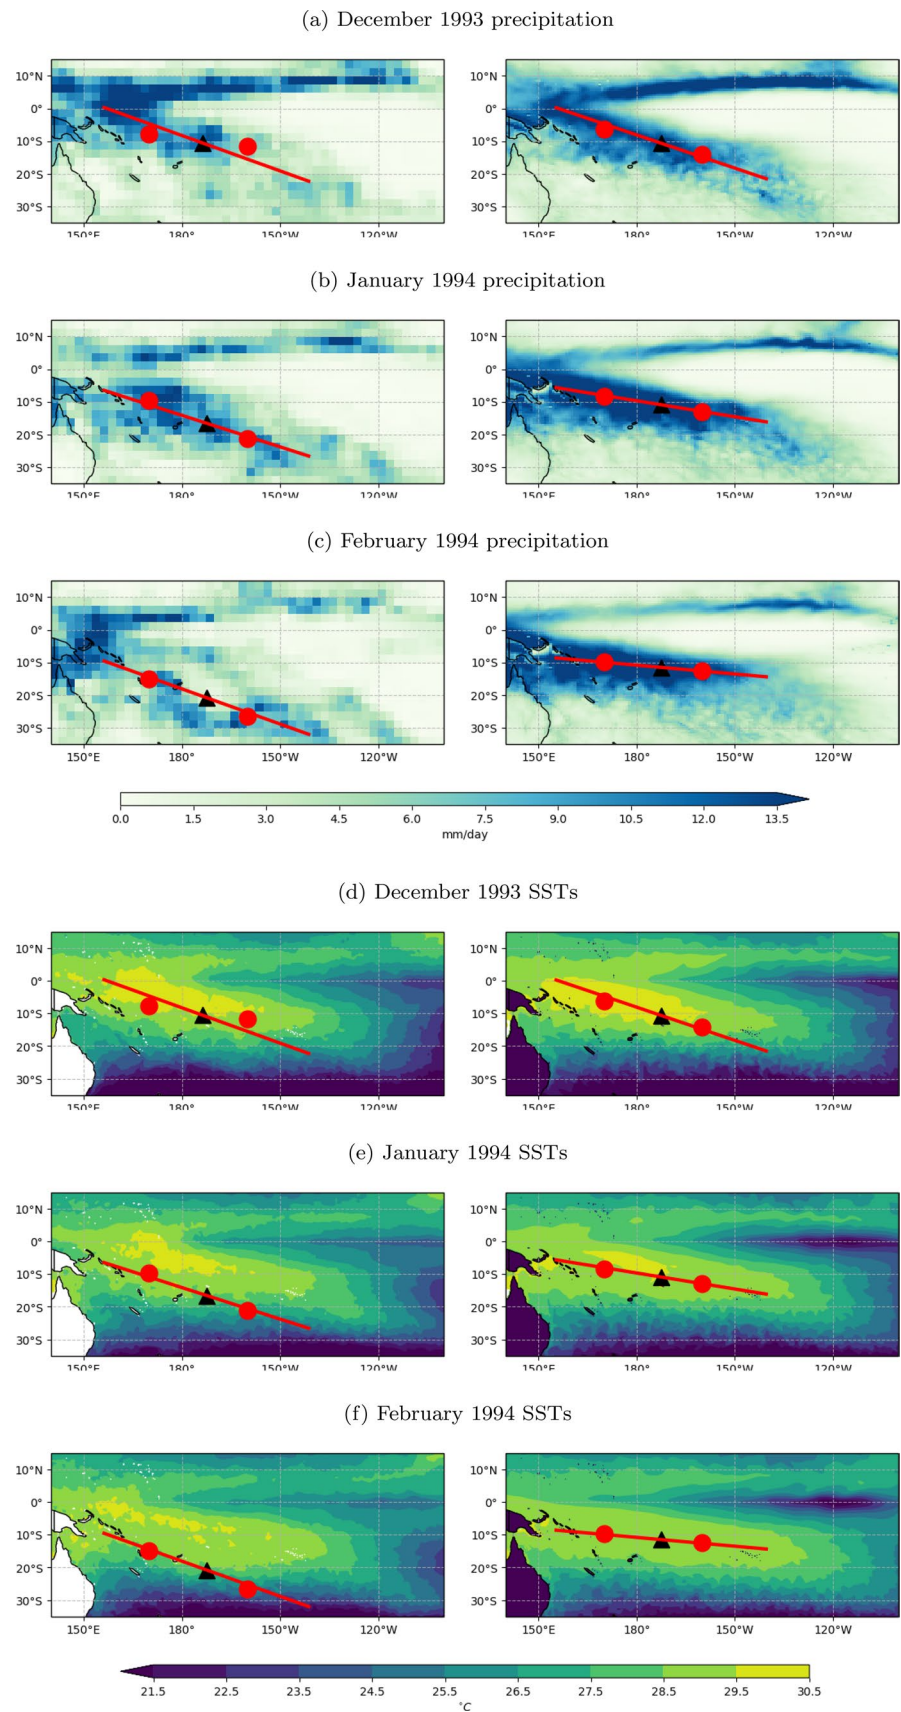 (a) December 1993 precipitation
10°N
0°
10°S
20°S
30°S
150°E 180° 150°W 120°W
10°N
0°
10°S
20°S
30°S
150°E 180° 150°W 120°W
(b) January 1994 precipitation
10°N
0°
10°S
20°S
30°S
150°E 180° 150°W 120°W
10°N
0°
10°S
20°S
30°S
150°E 180° 150°W 120°W
(c) February 1994 precipitation
10°N
0°
10°S
20°S
30°S
150°E 180° 150°W 120°W
10°N
0°
10°S
20°S
30°S
150°E 180° 150°W 120°W
0.0 1.5 3.0 4.5 6.0 7.5 9.0 10.5 12.0 13.5
mm/day
(d) December 1993 SSTs
10°N
0°
10°S
20°S
30°S
150°E 180° 150°W 120°W
10°N
0°
10°S
20°S
30°S
150°E 180° 150°W 120°W
(e) January 1994 SSTs
10°N
0°
10°S
20°S
30°S
150°E 180° 150°W 120°W
10°N
0°
10°S
20°S
30°S
150°E 180° 150°W 120°W
(f) February 1994 SSTs
10°N
0°
10°S
20°S
30°S
150°E 180° 150°W 120°W
10°N
0°
10°S
20°S
30°S
150°E 180° 150°W 120°W
21.5 22.5 23.5 24.5 25.5 26.5 27.5 28.5 29.5 30.5
°C